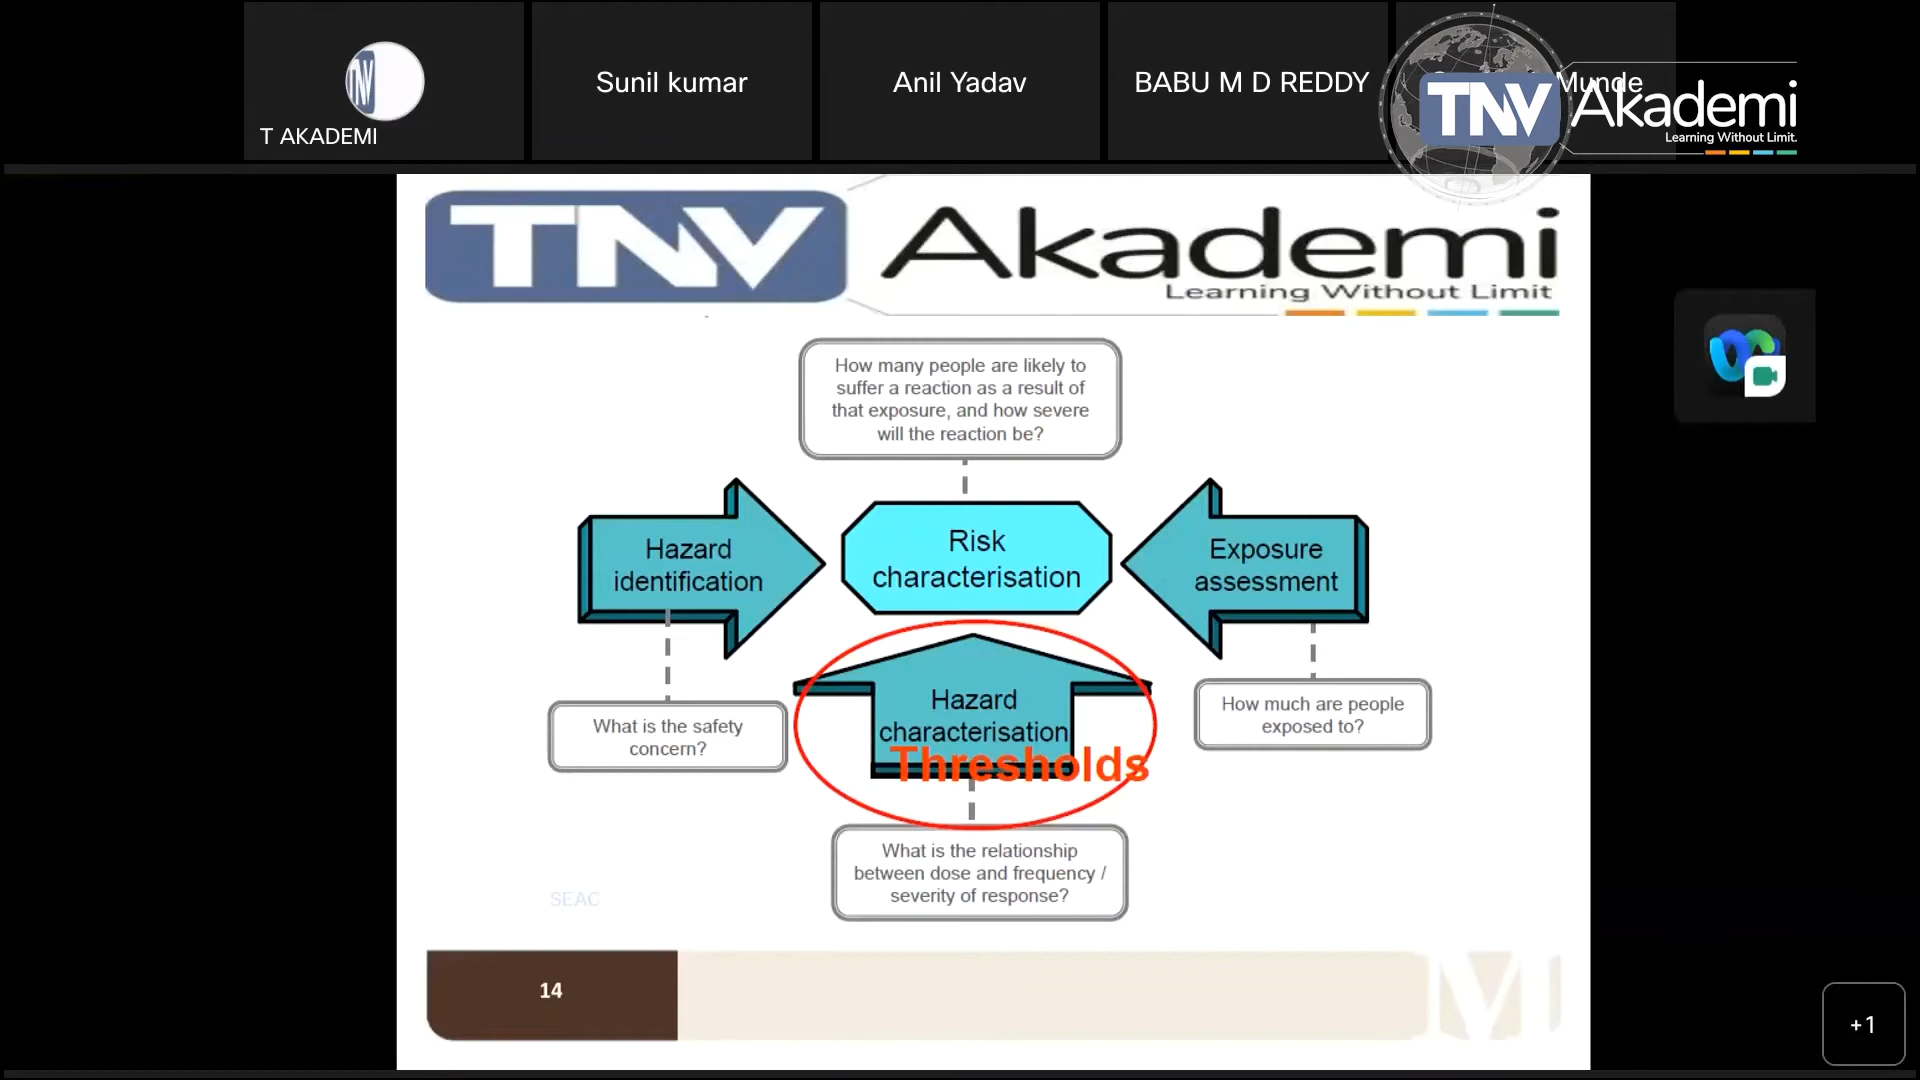 TNV
T AKADEMI
Sunil kumar
Anil Yadav
BABU M D REDDY
Munde
TNV Akademi
Learning Without Limit.
TNV Akademi
Learning Without Limit
How many people are likely to
suffer a reaction as a result of
that exposure, and how severe
will the reaction be?
Hazard
identification
Risk
characterisation
Exposure
assessment
What is the safety
concern?
Hazard
characterisation
Thresholds
How much are people
exposed to?
What is the relationship
between dose and frequency /
severity of response?
SEAC
14
+1